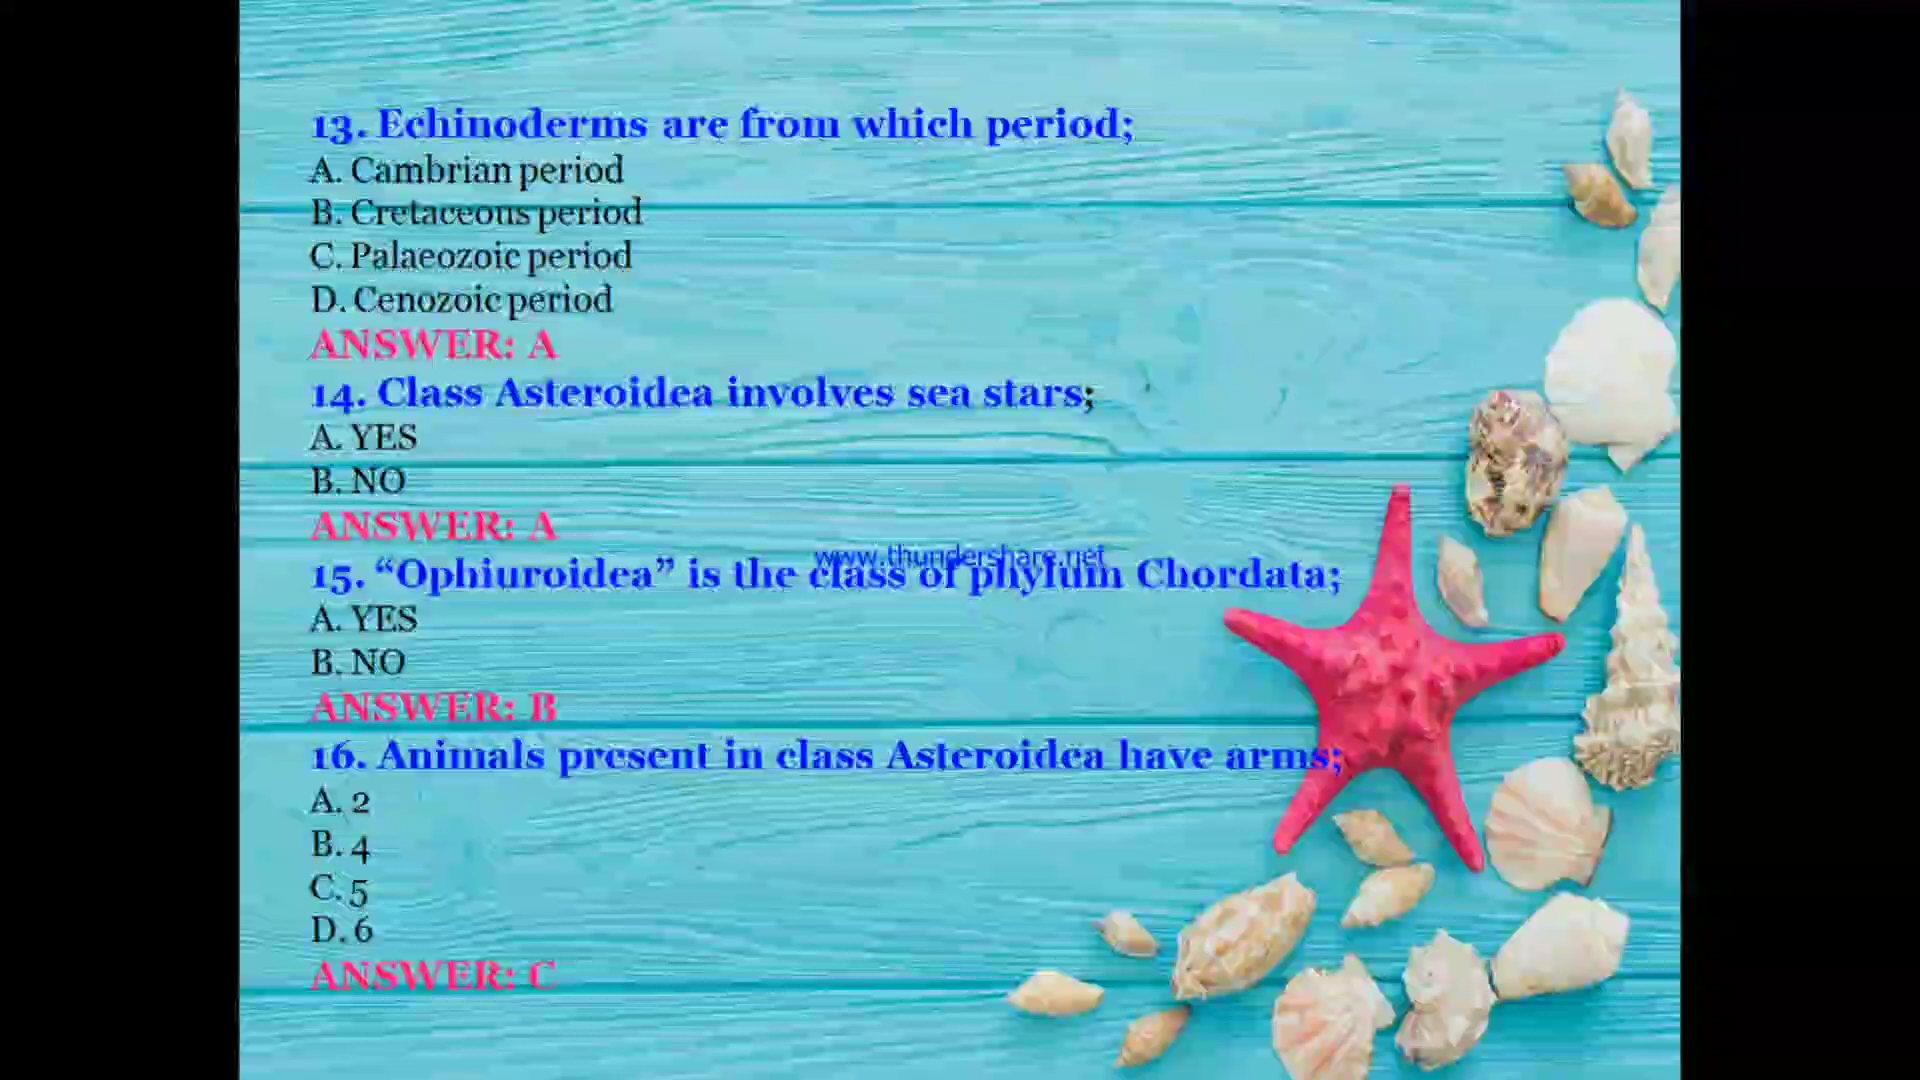 13. Echinoderms are from which period;
A. Cambrian period
B. Cretaceous period
C. Palaeozoic period
D. Cenozoic period
ANSWER: A
14. Class Asteroidea involves sea stars;
A. YES
B. NO
ANSWER: A
www.thundershare.net
15. “Ophiuroidea” is the class of phylum Chordata;
A. YES
B. NO
ANSWER: B
16. Animals present in class Asteroidea have arms;
A. 2
B. 4
C. 5
D. 6
ANSWER: C